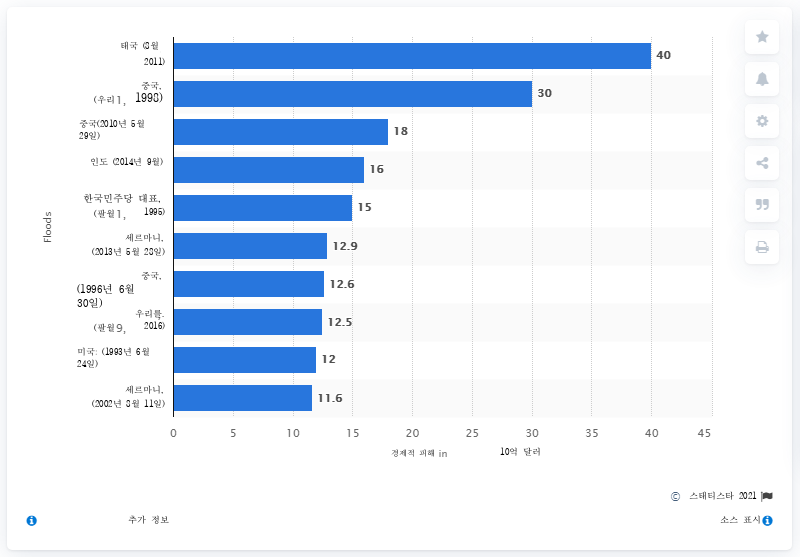 태국 (8월
2011)
40
중국,
(우리1, 1998)
30
중국(2010년 5월
29일)
18
인도 (2014년 9월)
16
한국민주당 대표,
(팔월1, 1995)
15
세르마니,
(2013년 5월 28일)
12.9
중국,
(1996년 6월
30일)
12.6
우리를.
(팔월9, 2016)
12.5
미국: (1993년 6월
24일)
12
세르마니,
(2002년 8월 11일)
11.6
Floods
0 5 10 15 20 25 30 35 40 45
경제적 피해 in 10억 달러
© 스태티스타 2021
추가 정보
소스 표시